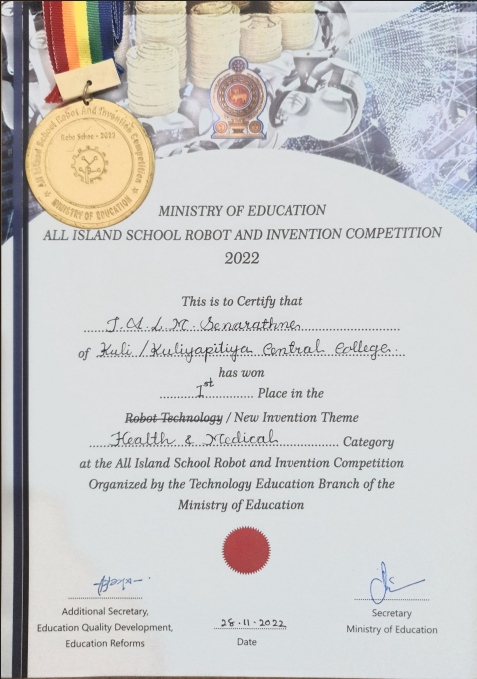 All Island School Robot And Invention Competition
Robo Schoo - 2022
MINISTRY OF EDUCATION
MINISTRY OF EDUCATION
ALL ISLAND SCHOOL ROBOT AND INVENTION COMPETITION
2022
This is to Certify that
J.A.L.M. Senarathne
of Kuli / Kuliyapitiya Central College
has won
1st Place in the
Robot Technology / New Invention Theme
Health & Medical Category
at the All Island School Robot and Invention Competition
Organized by the Technology Education Branch of the
Ministry of Education
Additional Secretary,
Education Quality Development,
Education Reforms
28.11.2022
Date
Secretary
Ministry of Education